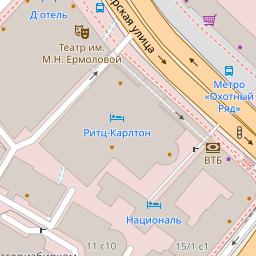 Д отель
рская улица
Театр им.
М.Н. Ермоловой
Метро
«Охотный
Ряд»
Ритц-Карлтон
ВТБ
Националь
11 с10
15/1 с1